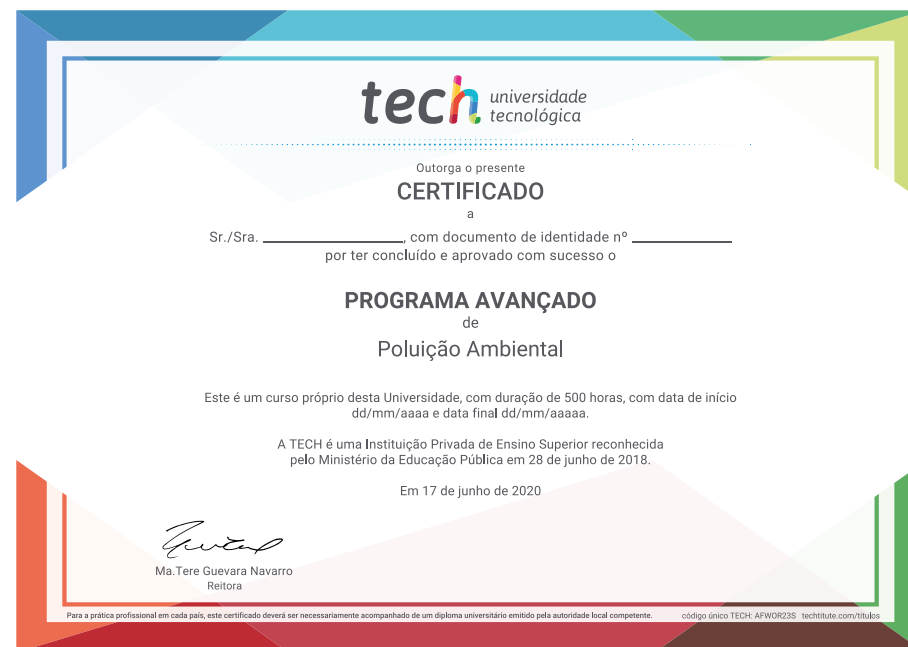 tech universidade
tecnológica
Outorga o presente
CERTIFICADO
a
Sr./Sra. ____________, com documento de identidade nº ____________
por ter concluído e aprovado com sucesso o
PROGRAMA AVANÇADO
de
Poluição Ambiental
Este é um curso próprio desta Universidade, com duração de 500 horas, com data de início
dd/mm/aaaa e data final dd/mm/aaaaa.
A TECH é uma Instituição Privada de Ensino Superior reconhecida
pelo Ministério da Educação Pública em 28 de junho de 2018.
Em 17 de junho de 2020
Ma.Tere Guevara Navarro
Reitora
Para a prática profissional em cada país, este certificado deverá ser necessariamente acompanhado de um diploma universitário emitido pela autoridade local competente. código único TECH: AFWOR23S techtitute.com/titulos